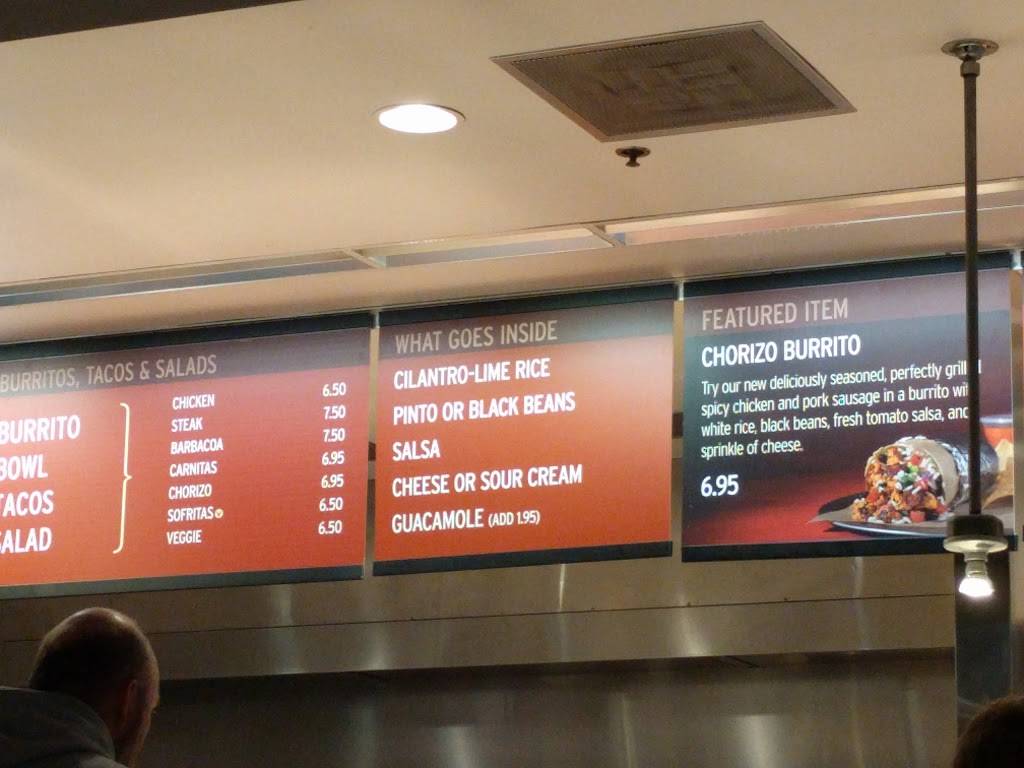 BURRITOS, TACOS & SALADS
BURRITO
BOWL
TACOS
SALAD
CHICKEN 6.50
STEAK 7.50
BARBACOA 7.50
CARNITAS 6.95
CHORIZO 6.95
SOFRITAS 6.50
VEGGIE 6.50
WHAT GOES INSIDE
CILANTRO-LIME RICE
PINTO OR BLACK BEANS
SALSA
CHEESE OR SOUR CREAM
GUACAMOLE (ADD 1.95)
FEATURED ITEM
CHORIZO BURRITO
Try our new deliciously seasoned, perfectly grilled
spicy chicken and pork sausage in a burrito with
white rice, black beans, fresh tomato salsa, and
sprinkle of cheese.
6.95